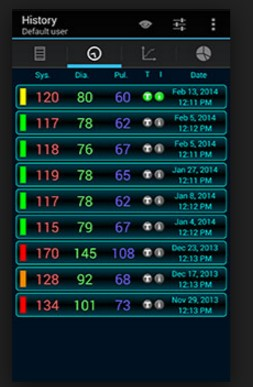 History
Default user
Sys. Dia. Pul. T I Date
120 80 60 T i Feb 13, 2014 12:11 PM
117 78 62 T i Feb 5, 2014 12:12 PM
118 76 67 T i Feb 5, 2014 12:11 PM
119 78 65 T i Jan 27, 2014 12:11 PM
117 78 62 T i Jan 8, 2014 12:12 PM
115 79 67 T i Jan 4, 2014 12:12 PM
170 145 108 T i Dec 23, 2013 12:13 PM
128 92 68 T i Dec 17, 2013 12:13 PM
134 101 73 T i Nov 29, 2013 12:13 PM